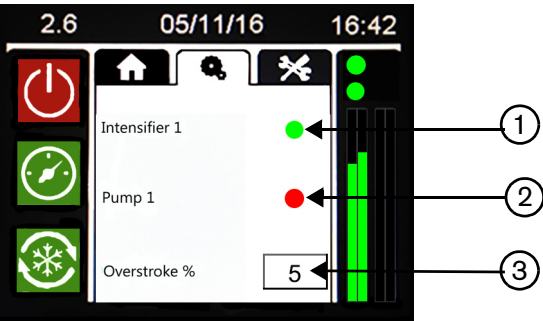 2.6 05/11/16 16:42
Intensifier 1
1
Pump 1
2
Overstroke % 5
3